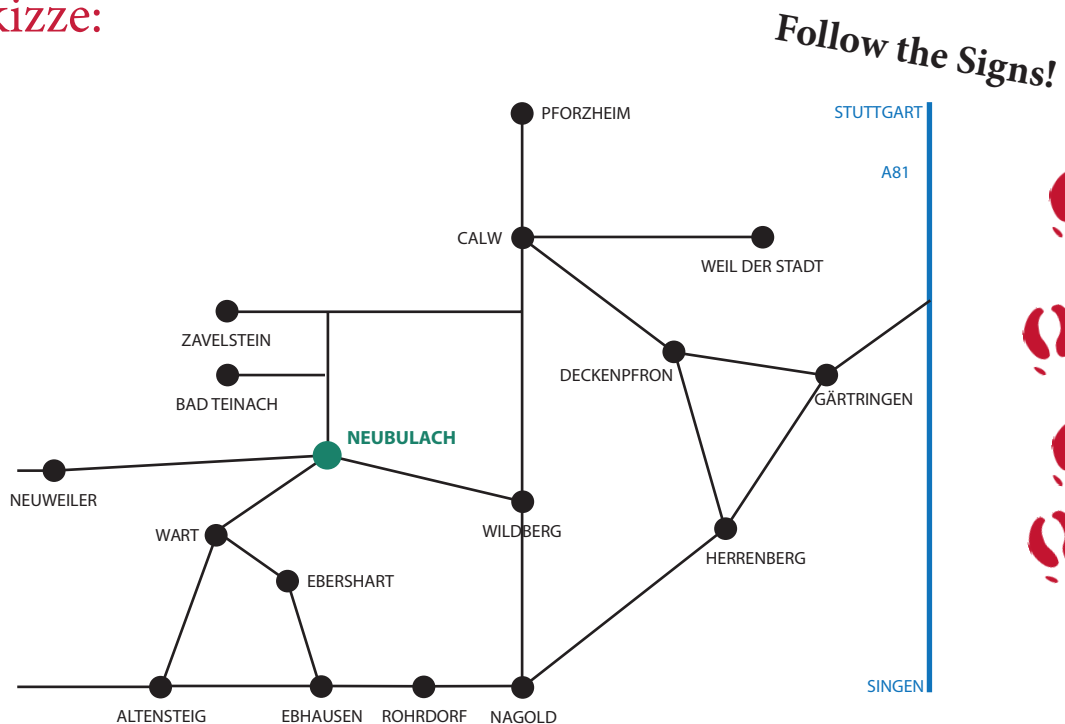 kizze:
Follow the Signs!
PFORZHEIM
STUTTGART
A81
CALW
WEIL DER STADT
ZAVELSTEIN
DECKENPFRON
BAD TEINACH
GÄRTRINGEN
NEUBULACH
NEUWEILER
WILDBERG
WART
HERRENBERG
EBERSHART
SINGEN
ALTENSTEIG
EBHAUSEN
ROHRDORF
NAGOLD